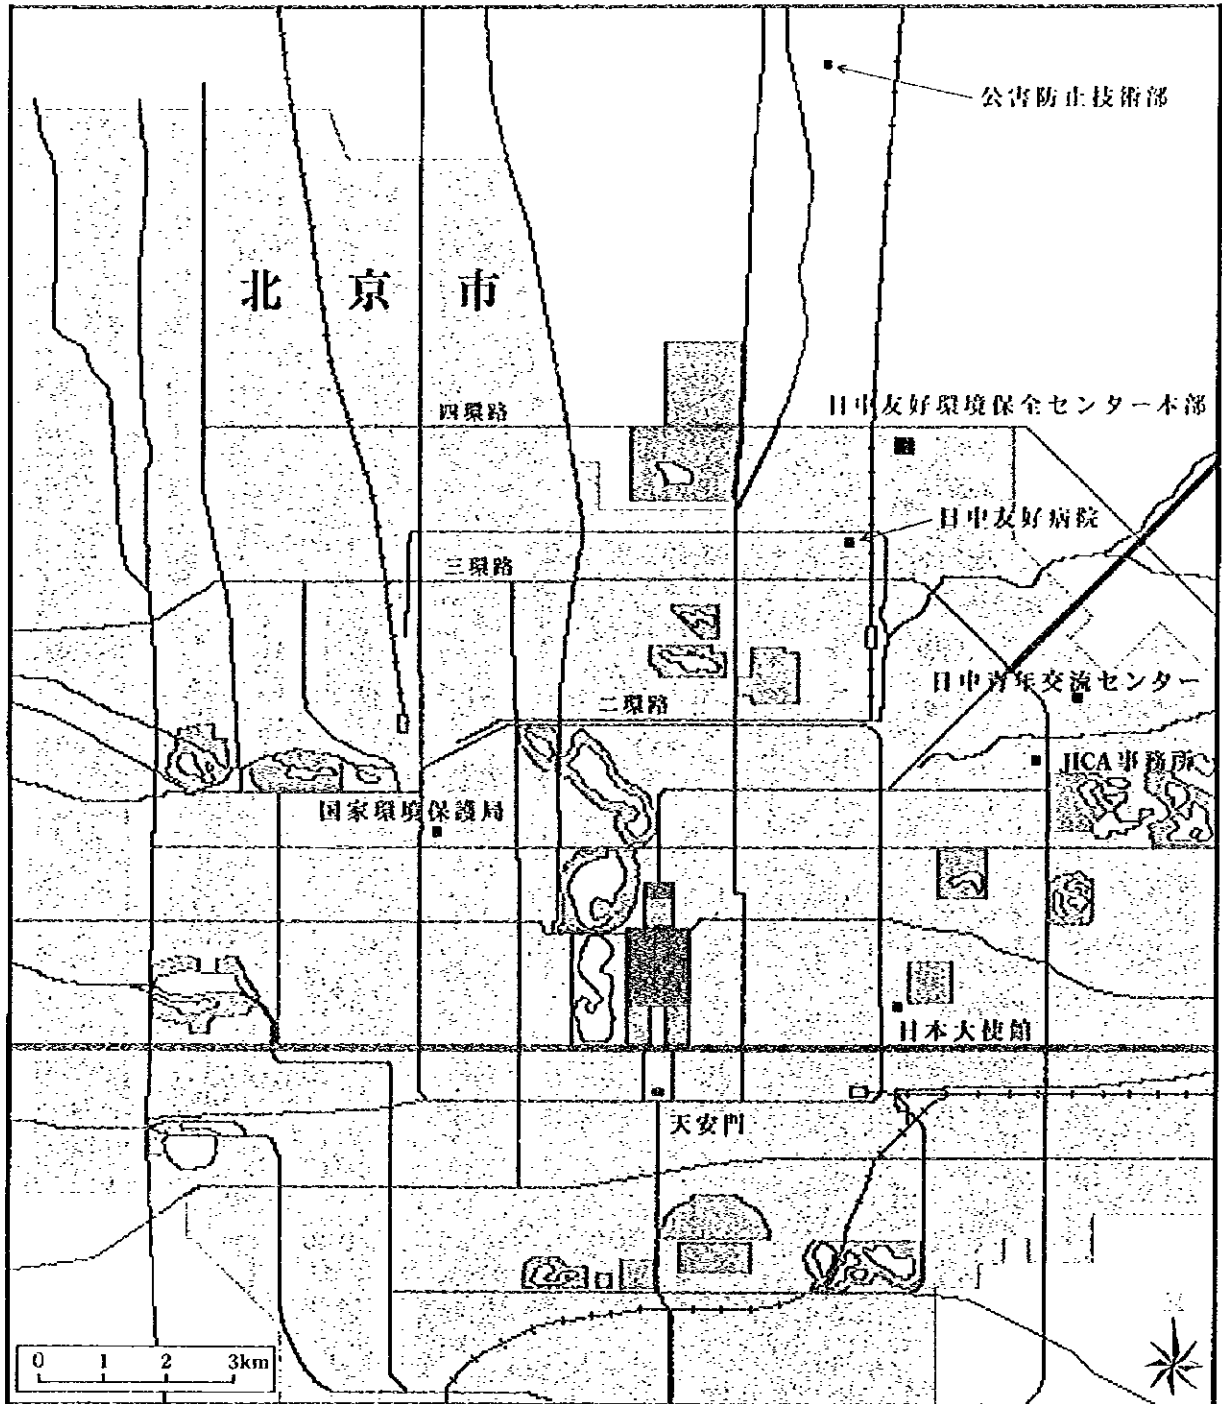 公害防止技術部
北京市
四環路
日中友好環境保全センター本部
日中友好病院
三環路
日中青年交流センター
二環路
JICA事務所
国家環境保護局
日本大使館
天安門
0 1 2 3km